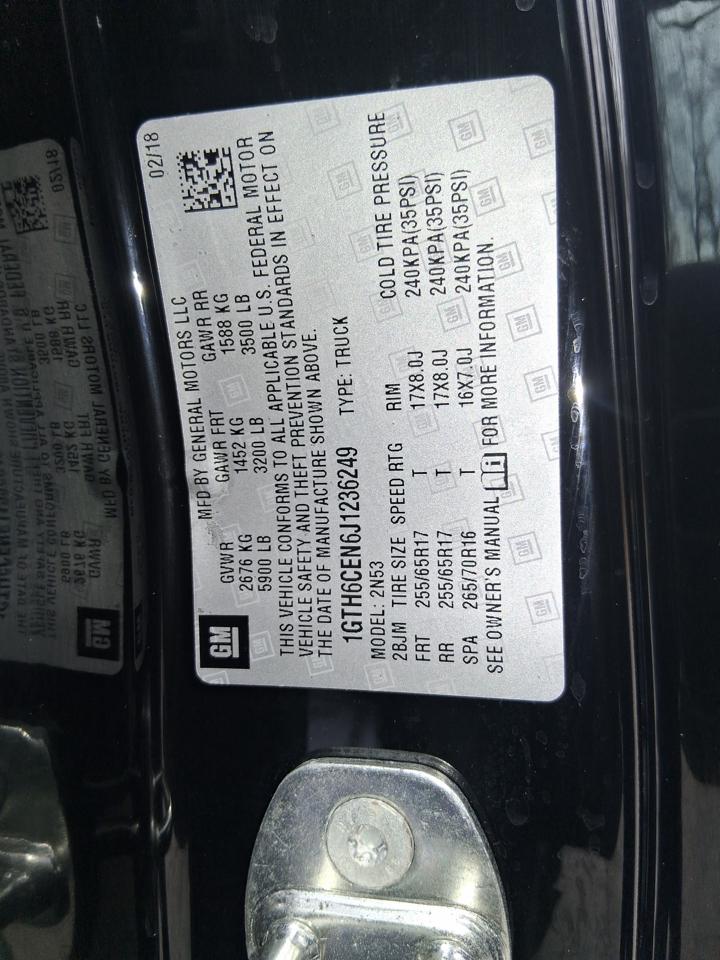 GM
MFD BY GENERAL MOTORS LLC 02/18
GVWR GAWR FRT GAWR RR
2676 KG 1452 KG 1588 KG
5900 LB 3200 LB 3500 LB
THIS VEHICLE CONFORMS TO ALL APPLICABLE U.S. FEDERAL MOTOR
VEHICLE SAFETY AND THEFT PREVENTION STANDARDS IN EFFECT ON
THE DATE OF MANUFACTURE SHOWN ABOVE.
1GTH6CEN6J1236249 TYPE: TRUCK
MODEL: 2N53
2BJM TIRE SIZE SPEED RTG RIM COLD TIRE PRESSURE
FRT 255/65R17 T 17X8.0J 240KPA(35PSI)
RR 255/65R17 T 17X8.0J 240KPA(35PSI)
SPA 265/70R16 T 16X7.0J 240KPA(35PSI)
SEE OWNER'S MANUAL i FOR MORE INFORMATION.